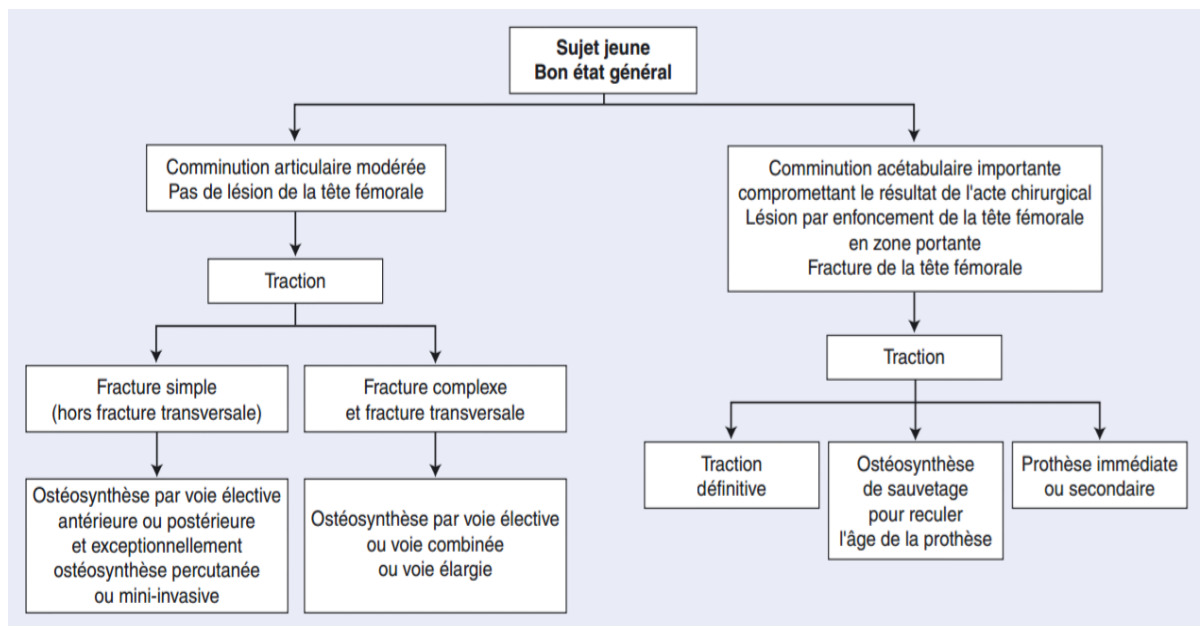 Sujet jeune
Bon état général
Comminution articulaire modérée
Pas de lésion de la tête fémorale
Traction
Fracture simple
(hors fracture transversale)
Ostéosynthèse par voie élective
antérieure ou postérieure
et exceptionnellement
ostéosynthèse percutanée
ou mini-invasive
Fracture complexe
et fracture transversale
Ostéosynthèse par voie élective
ou voie combinée
ou voie élargie
Comminution acétabulaire importante
compromettant le résultat de l'acte chirurgical
Lésion par enfoncement de la tête fémorale
en zone portante
Fracture de la tête fémorale
Traction
Traction
définitive
Ostéosynthèse
de sauvetage
pour reculer
l'âge de la prothèse
Prothèse immédiate
ou secondaire